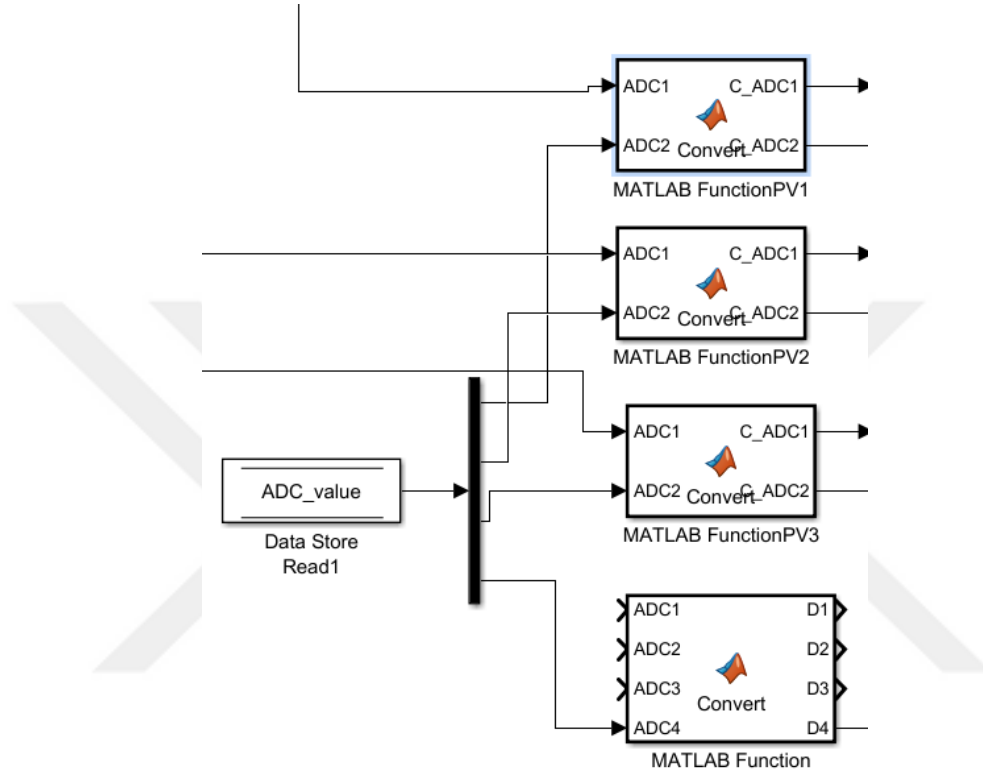 ADC1 C_ADC1
ADC2 Convert C_ADC2
MATLAB FunctionPV1
ADC1 C_ADC1
ADC2 Convert C_ADC2
MATLAB FunctionPV2
ADC1 C_ADC1
ADC2 Convert C_ADC2
MATLAB FunctionPV3
ADC_value
Data Store
Read1
ADC1 D1
ADC2 D2
ADC3 D3
Convert
ADC4 D4
MATLAB Function